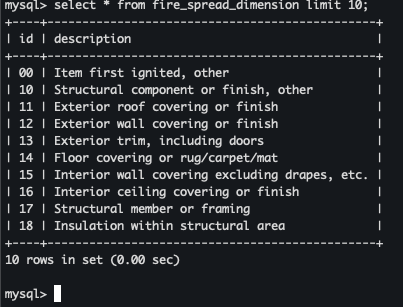 mysql> select * from fire_spread_dimension limit 10;
+----+------------------------------------------------+
| id | description                                    |
+----+------------------------------------------------+
| 00 | Item first ignited, other                      |
| 10 | Structural component or finish, other          |
| 11 | Exterior roof covering or finish               |
| 12 | Exterior wall covering or finish               |
| 13 | Exterior trim, including doors                 |
| 14 | Floor covering or rug/carpet/mat               |
| 15 | Interior wall covering excluding drapes, etc.  |
| 16 | Interior ceiling covering or finish            |
| 17 | Structural member or framing                   |
| 18 | Insulation within structural area              |
+----+------------------------------------------------+
10 rows in set (0.00 sec)
mysql>